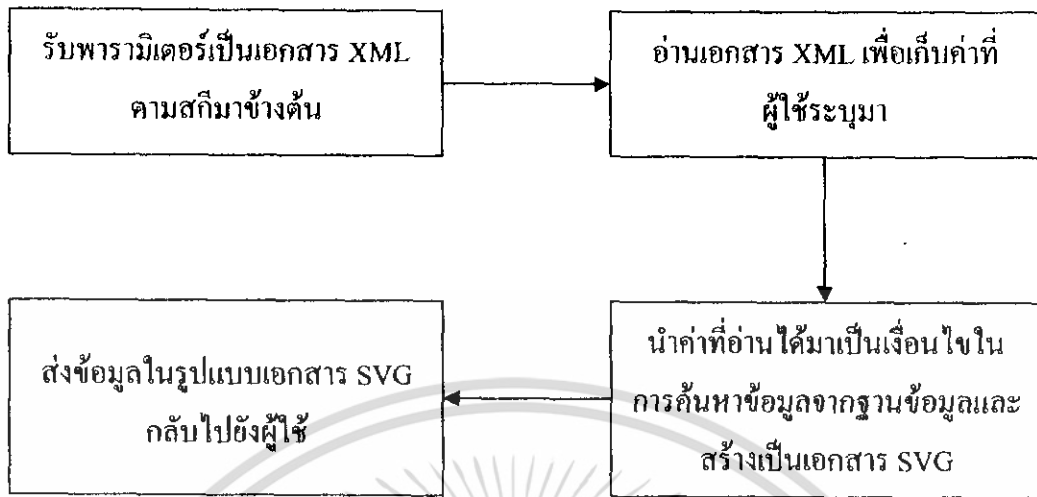 รับพารามิเตอร์เป็นเอกสาร XML
ตามสกีมาข้างต้น
อ่านเอกสาร XML เพื่อเก็บค่าที่
ผู้ใช้ระบุมา
นำค่าที่อ่านได้มาเป็นเงื่อนไขใน
การค้นหาข้อมูลจากฐานข้อมูลและ
สร้างเป็นเอกสาร SVG
ส่งข้อมูลในรูปแบบเอกสาร SVG
กลับไปยังผู้ใช้